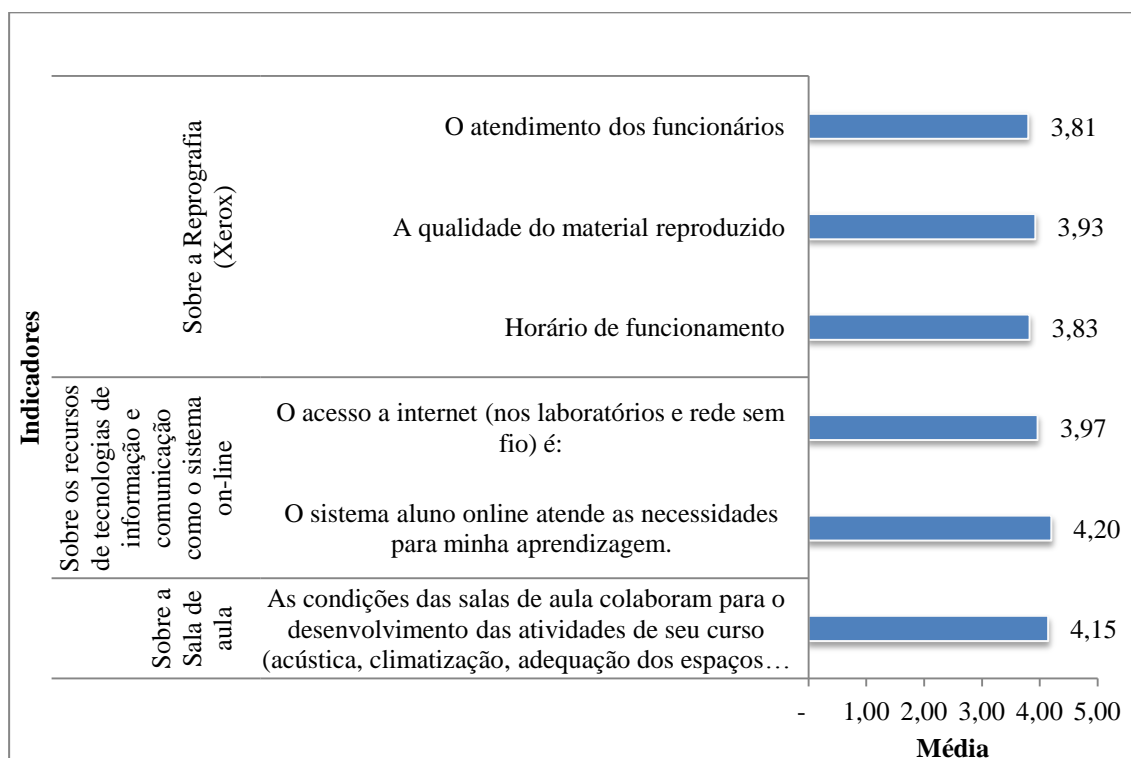 Indicadores
Sobre a Reprografia
(Xerox)
O atendimento dos funcionários
3,81
A qualidade do material reproduzido
3,93
Horário de funcionamento
3,83
Sobre os recursos
de tecnologias de
informação e
comunicação
como o sistema
on-line
O acesso a internet (nos laboratórios e rede sem
fio) é:
3,97
O sistema aluno online atende as necessidades
para minha aprendizagem.
4,20
Sobre a
Sala de
aula
As condições das salas de aula colaboram para o
desenvolvimento das atividades de seu curso
(acústica, climatização, adequação dos espaços…
4,15
- 1,00 2,00 3,00 4,00 5,00
Média